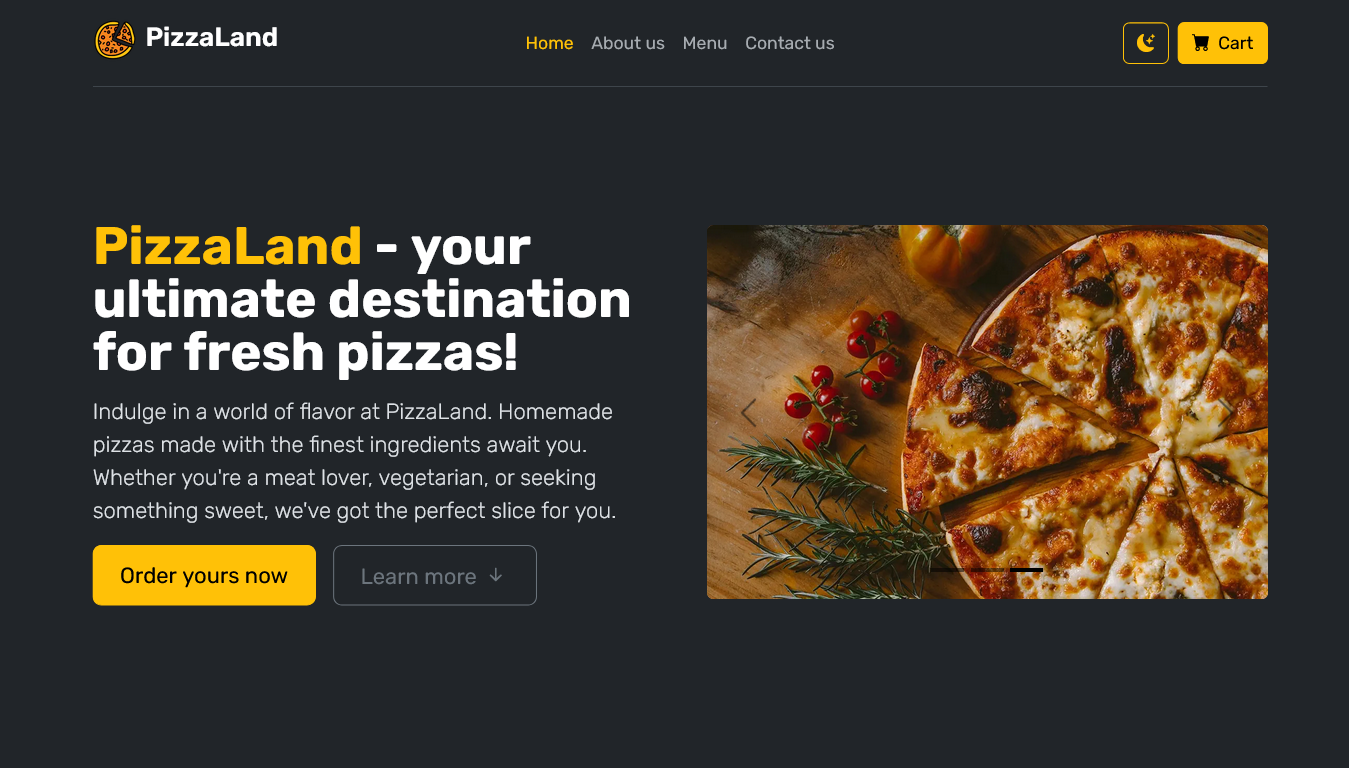 PizzaLand
Home
About us
Menu
Contact us
Cart
PizzaLand - your
ultimate destination
for fresh pizzas!
Indulge in a world of flavor at PizzaLand. Homemade
pizzas made with the finest ingredients await you.
Whether you're a meat lover, vegetarian, or seeking
something sweet, we've got the perfect slice for you.
Order yours now
Learn more ↓